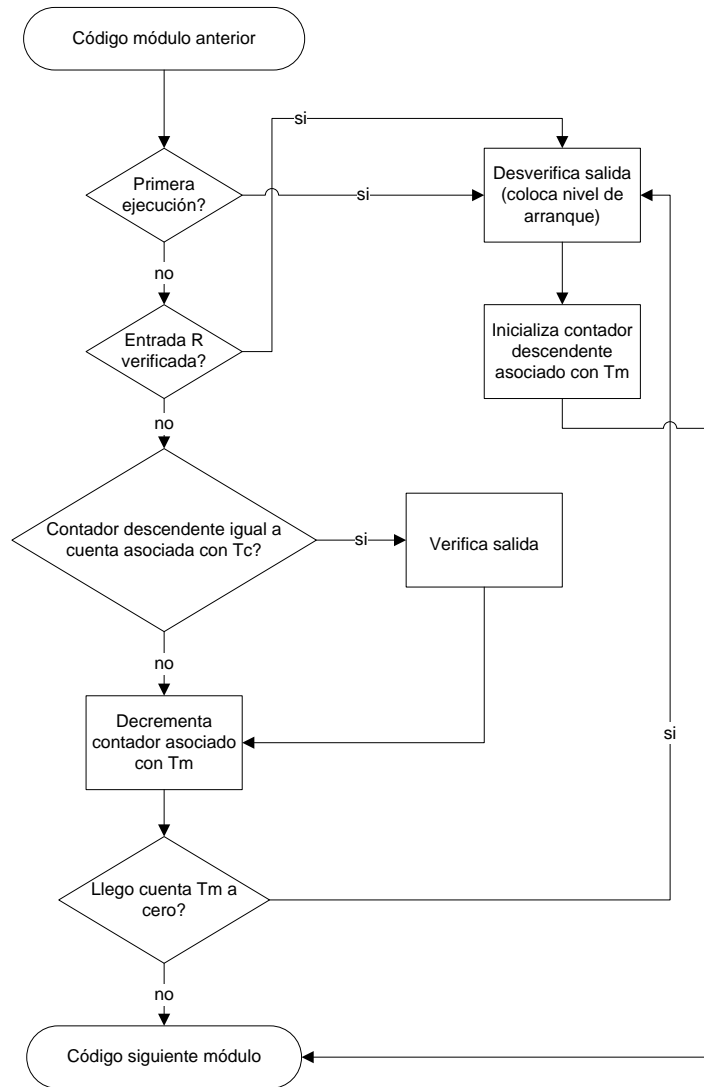 Código módulo anterior
si
Primera
ejecución?
si
Desverifica salida
(coloca nivel de
arranque)
no
Entrada R
verificada?
Inicializa contador
descendente
asociado con Tm
no
Contador descendente igual a
cuenta asociada con Tc?
si
Verifica salida
no
Decrementa
contador asociado
con Tm
si
Llego cuenta Tm a
cero?
no
Código siguiente módulo